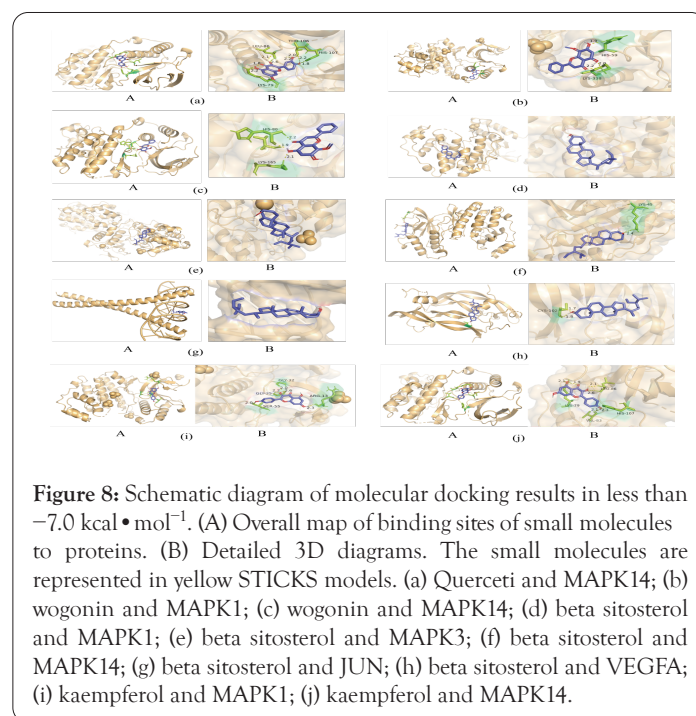 A
(a)
B
A
(b)
B
A
(c)
B
A
(d)
B
A
(e)
B
A
(f)
B
A
(g)
B
A
(h)
B
A
(i)
B
A
(j)
B
Figure 8: Schematic diagram of molecular docking results in less than
−7.0 kcal•mol⁻¹. (A) Overall map of binding sites of small molecules
to proteins. (B) Detailed 3D diagrams. The small molecules are
represented in yellow STICKS models. (a) Querceti and MAPK14; (b)
wogonin and MAPK1; (c) wogonin and MAPK14; (d) beta sitosterol
and MAPK1; (e) beta sitosterol and MAPK3; (f) beta sitosterol and
MAPK14; (g) beta sitosterol and JUN; (h) beta sitosterol and VEGFA;
(i) kaempferol and MAPK1; (j) kaempferol and MAPK14.